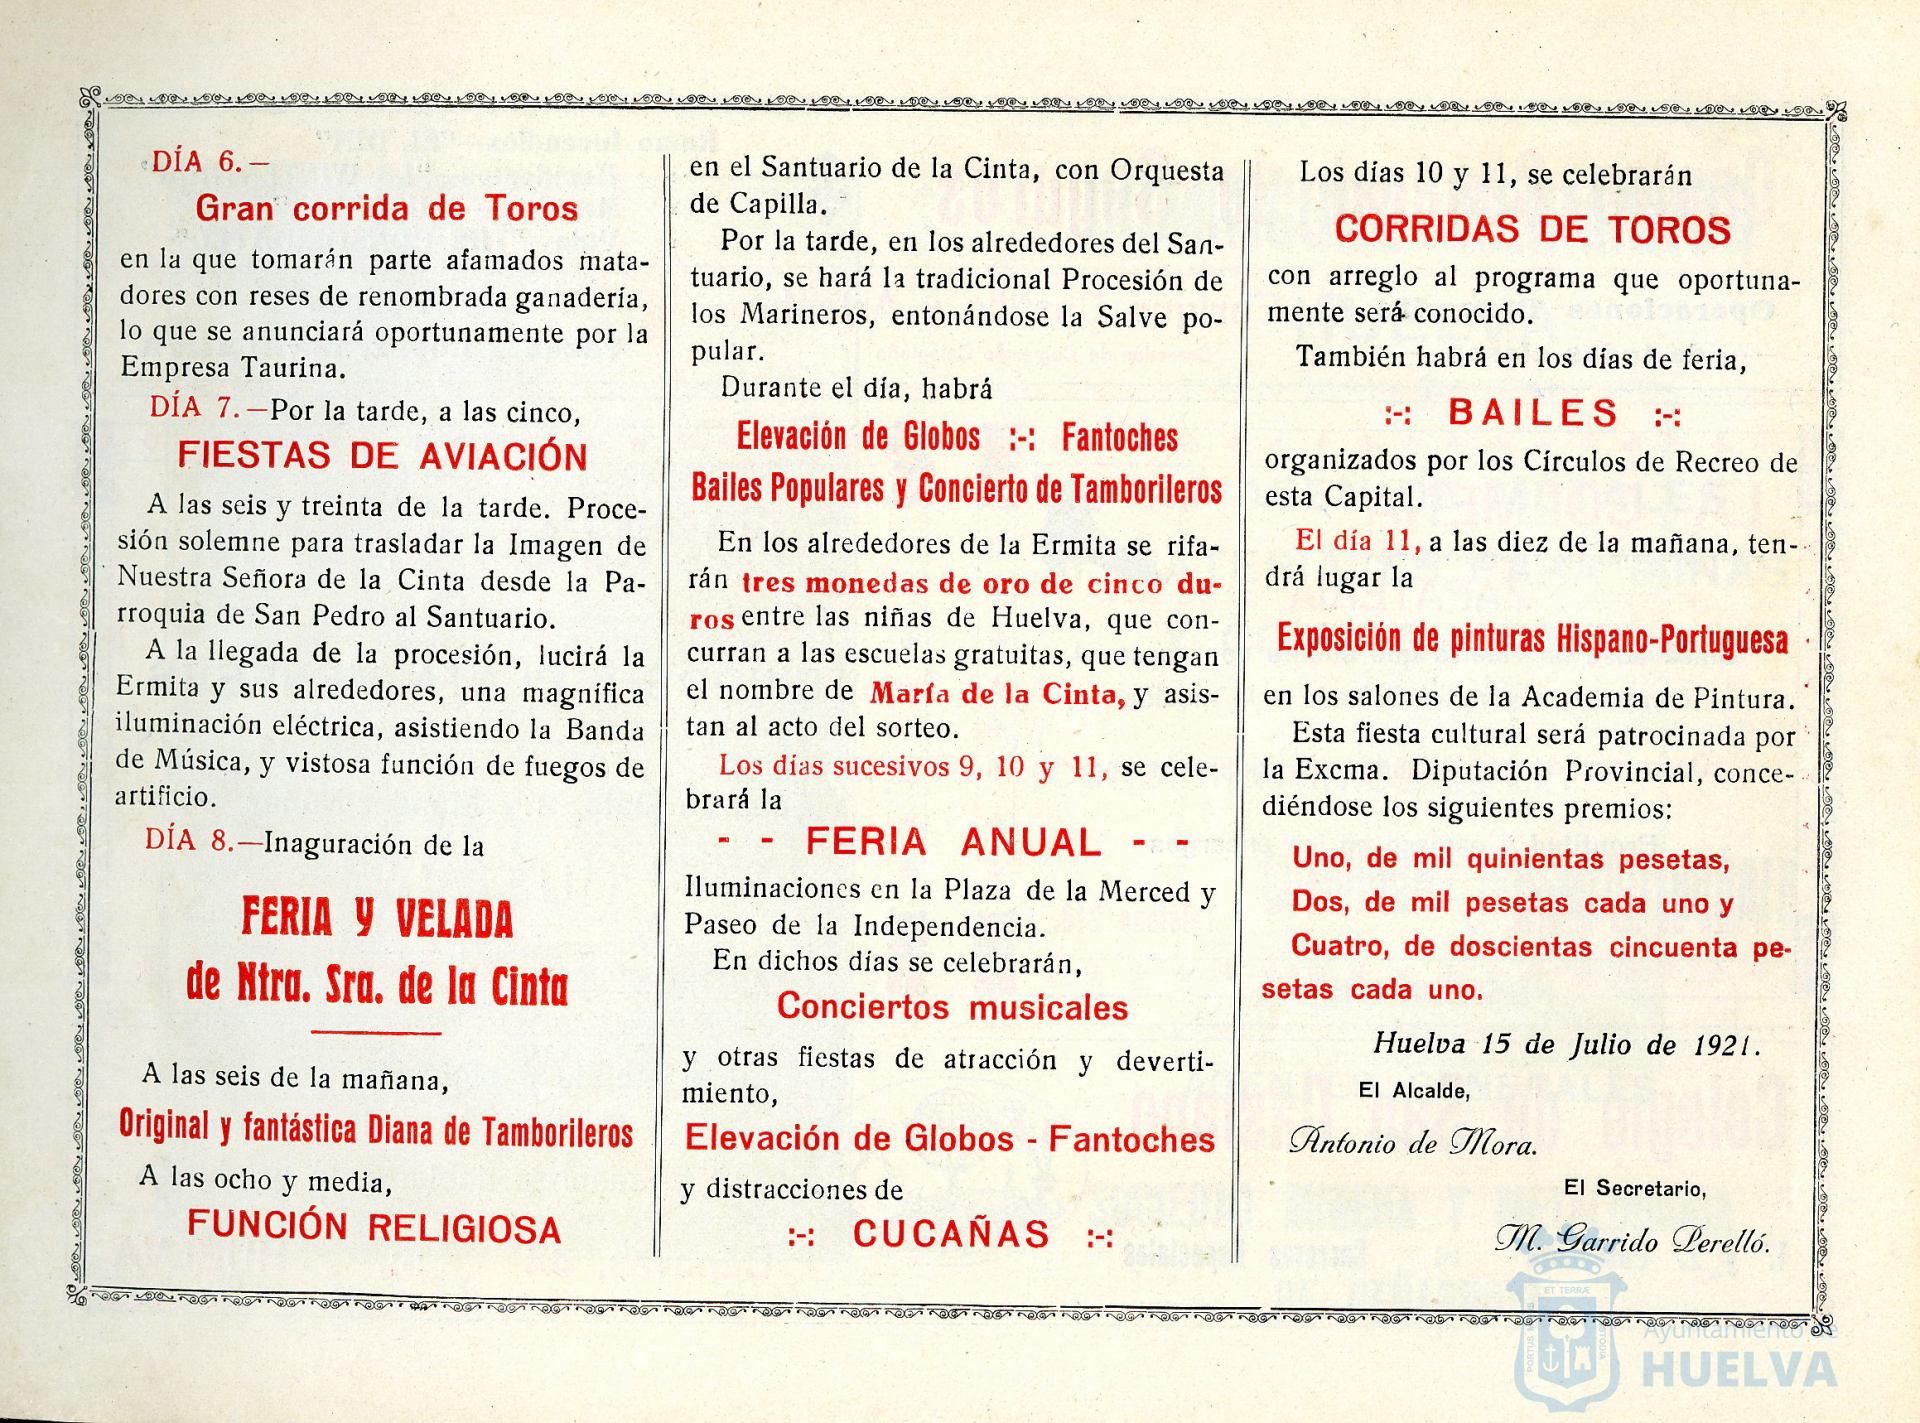 DÍA 6.—
Gran corrida de Toros
en la que tomarán parte afamados mata-
dores con reses de renombrada ganadería,
lo que se anunciará oportunamente por la
Empresa Taurina.
DÍA 7.—Por la tarde, a las cinco,
FIESTAS DE AVIACIÓN
A las seis y treinta de la tarde. Proce-
sión solemne para trasladar la Imagen de
Nuestra Señora de la Cinta desde la Pa-
rroquia de San Pedro al Santuario.
A la llegada de la procesión, lucirá la
Ermita y sus alrededores, una magnífica
iluminación eléctrica, asistiendo la Banda
de Música, y vistosa función de fuegos de
artificio.
DÍA 8.—Inaguración de la
FERIA Y VELADA
de Ntra. Sra. de la Cinta
A las seis de la mañana,
Original y fantástica Diana de Tamborileros
A las ocho y media,
FUNCIÓN RELIGIOSA
en el Santuario de la Cinta, con Orquesta
de Capilla.
Por la tarde, en los alrededores del San-
tuario, se hará la tradicional Procesión de
los Marineros, entonándose la Salve po-
pular.
Durante el día, habrá
Elevación de Globos :-: Fantoches
Bailes Populares y Concierto de Tamborileros
En los alrededores de la Ermita se rifa-
rán tres monedas de oro de cinco du-
ros entre las niñas de Huelva, que con-
curran a las escuelas gratuitas, que tengan
el nombre de María de la Cinta, y asis-
tan al acto del sorteo.
Los días sucesivos 9, 10 y 11, se cele-
brará la
- - FERIA ANUAL - -
Iluminaciones en la Plaza de la Merced y
Paseo de la Independencia.
En dichos días se celebrarán,
Conciertos musicales
y otras fiestas de atracción y deverti-
miento,
Elevación de Globos - Fantoches
y distracciones de
:-: CUCAÑAS :-:
Los días 10 y 11, se celebrarán
CORRIDAS DE TOROS
con arreglo al programa que oportuna-
mente será conocido.
También habrá en los días de feria,
:-: BAILES :-:
organizados por los Círculos de Recreo de
esta Capital.
El día 11, a las diez de la mañana, ten-
drá lugar la
Exposición de pinturas Hispano-Portuguesa
en los salones de la Academia de Pintura.
Esta fiesta cultural será patrocinada por
la Excma. Diputación Provincial, conce-
diéndose los siguientes premios:
Uno, de mil quinientas pesetas,
Dos, de mil pesetas cada uno y
Cuatro, de doscientas cincuenta pe-
setas cada uno.
Huelva 15 de Julio de 1921.
El Alcalde,
Antonio de Mora.
El Secretario,
M. Garrido Perelló.
ET TERRÆ
PORTUS MARIS
CUSTODIA
Ayuntamiento de
HUELVA